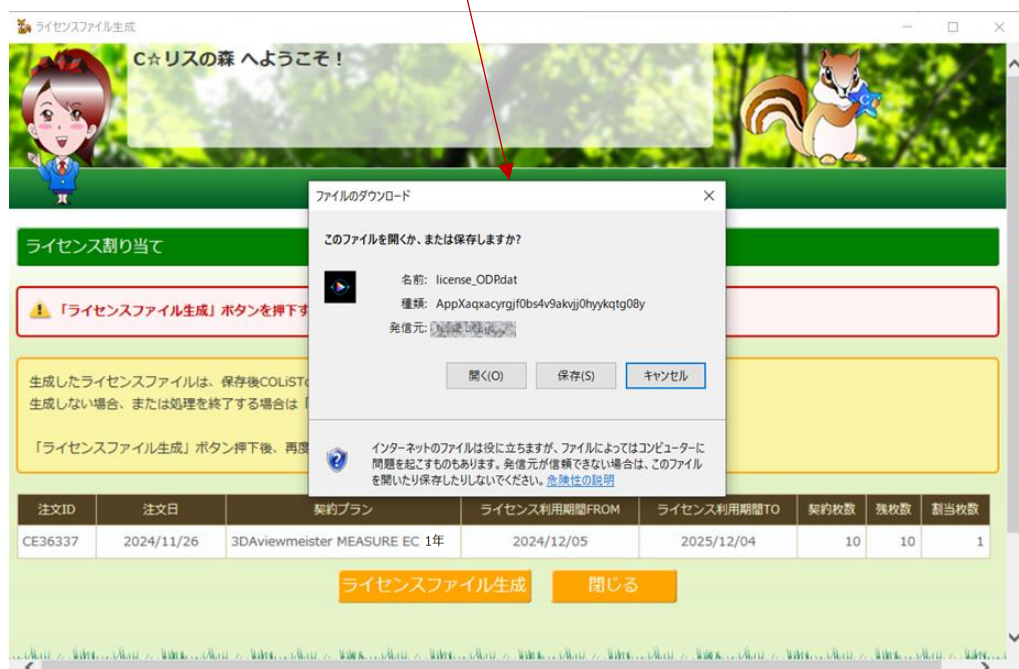 ライセンスファイル生成
C☆リスの森 へようこそ！
ファイルのダウンロード
このファイルを開くか、または保存しますか?
名前: license_ODP.dat
種類: AppXaqxacyrgjf0bs4v9akvjj0hyykqtg08y
発信元:
開く(O) 保存(S) キャンセル
インターネットのファイルは役に立ちますが、ファイルによってはコンピューターに
問題を起こすものもあります。発信元が信頼できない場合は、このファイル
を開いたり保存したりしないでください。危険性の説明
ライセンス割り当て
「ライセンスファイル生成」ボタンを押下す
生成したライセンスファイルは、保存後COLiSTo
生成しない場合、または処理を終了する場合は「
「ライセンスファイル生成」ボタン押下後、再度
注文ID 注文日 契約プラン ライセンス利用期間FROM ライセンス利用期間TO 契約枚数 残枚数 割当枚数
CE36337 2024/11/26 3DAviewmeister MEASURE EC 1年 2024/12/05 2025/12/04 10 10 1
ライセンスファイル生成 閉じる